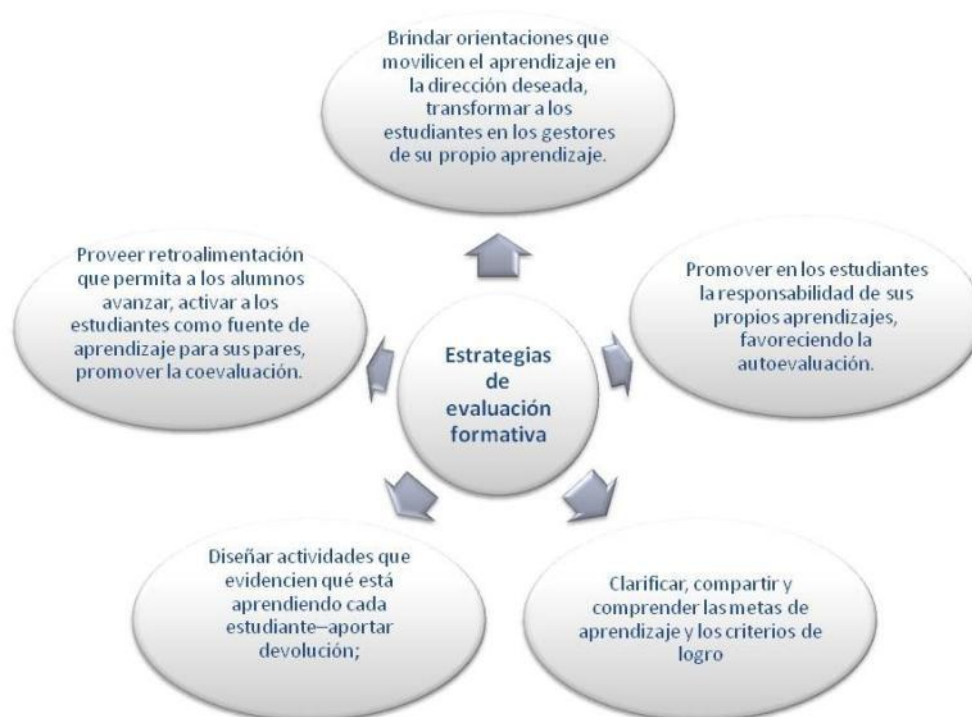 Brindar orientaciones que
movilicen el aprendizaje en
la dirección deseada,
transformar a los
estudiantes en los gestores
de su propio aprendizaje.
Proveer retroalimentación
que permita a los alumnos
avanzar, activar a los
estudiantes como fuente de
aprendizaje para sus pares,
promover la coevaluación.
Promover en los estudiantes
la responsabilidad de sus
propios aprendizajes,
favoreciendo la
autoevaluación.
Estrategias
de
evaluación
formativa
Diseñar actividades que
evidencien qué está
aprendiendo cada
estudiante–aportar
devolución;
Clarificar, compartir y
comprender las metas de
aprendizaje y los criterios de
logro